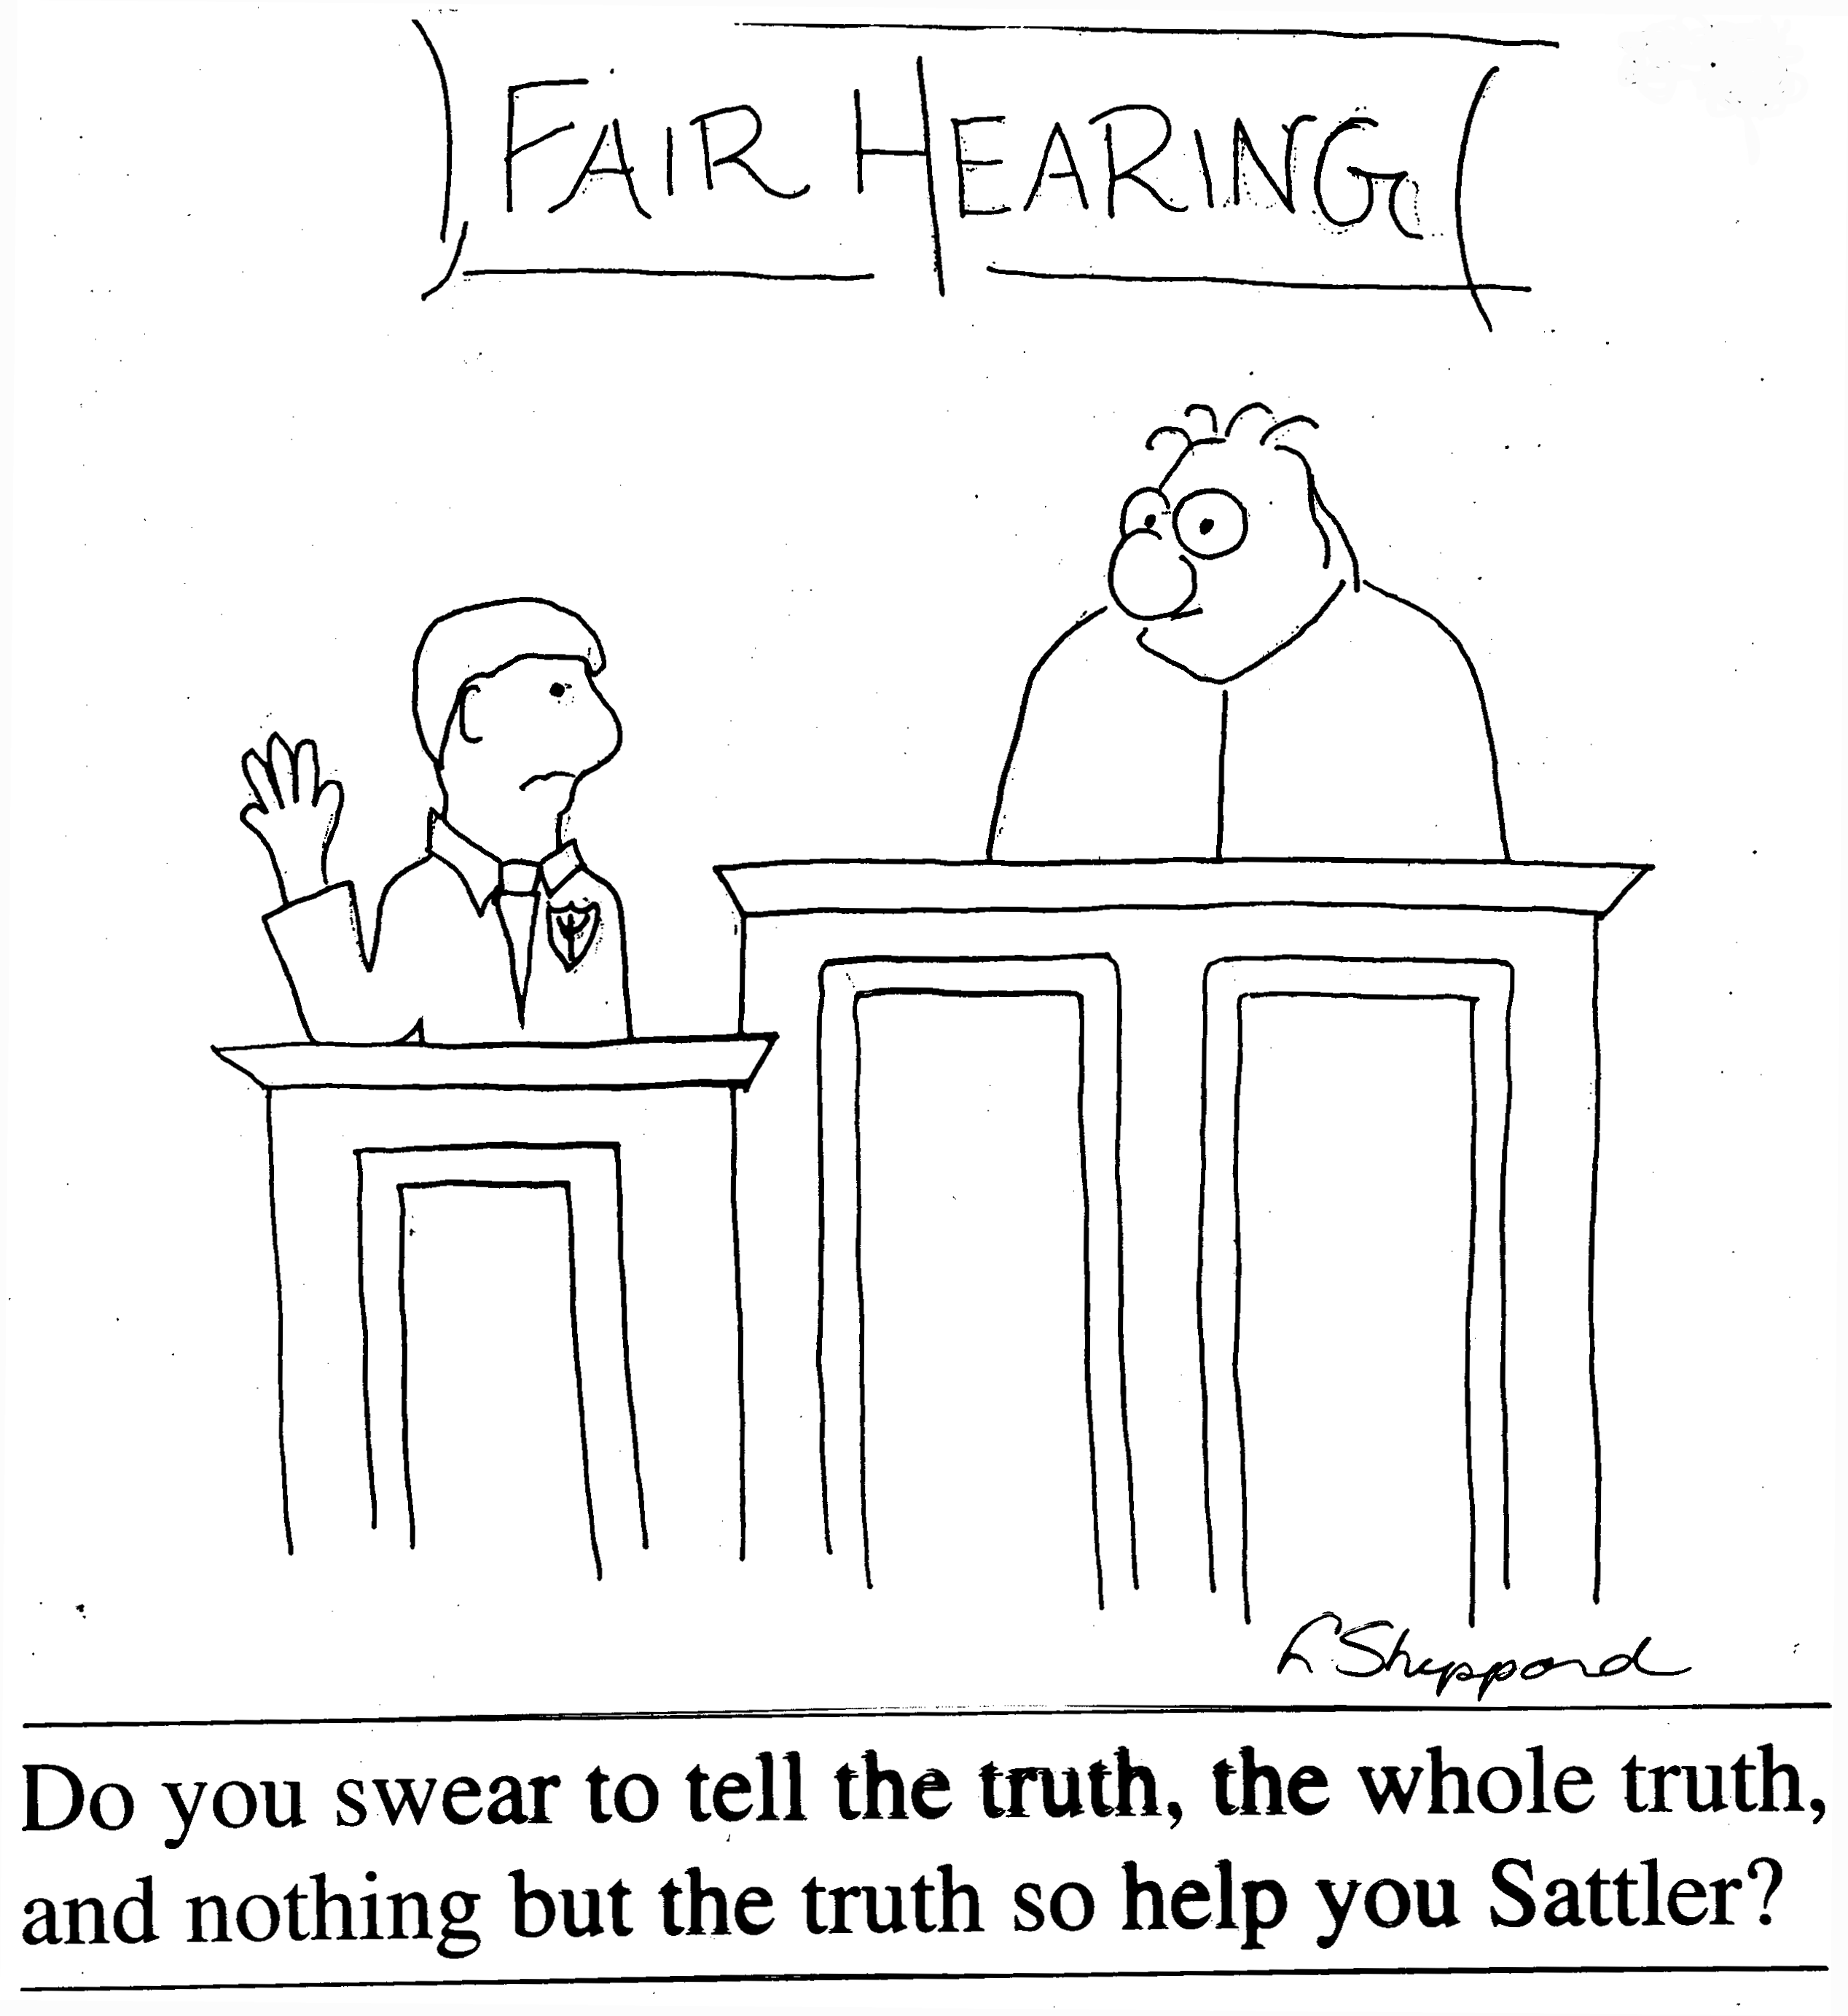 FAIR HEARING
L Sheppard
Do you swear to tell the truth, the whole truth,
and nothing but the truth so help you Sattler?